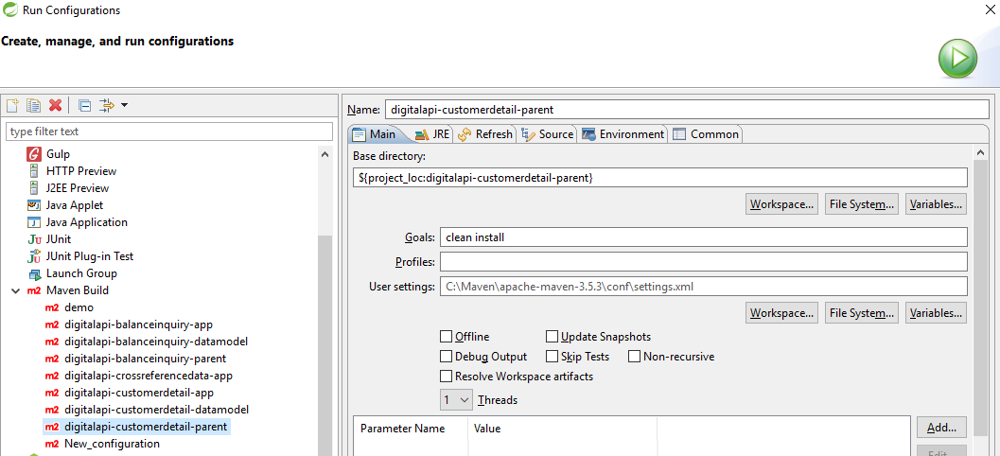 Run Configurations
Create, manage, and run configurations
type filter text
Gulp
HTTP Preview
J2EE Preview
Java Applet
Java Application
JUnit
JUnit Plug-in Test
Launch Group
Maven Build
demo
digitalapi-balanceinquiry-app
digitalapi-balanceinquiry-datamodel
digitalapi-balanceinquiry-parent
digitalapi-crossreferencedata-app
digitalapi-customerdetail-app
digitalapi-customerdetail-datamodel
digitalapi-customerdetail-parent
New_configuration
Name: digitalapi-customerdetail-parent
Main JRE Refresh Source Environment Common
Base directory:
${project_loc:digitalapi-customerdetail-parent}
Workspace... File System... Variables...
Goals: clean install
Profiles:
User settings: C:\Maven\apache-maven-3.5.3\conf\settings.xml
Workspace... File System... Variables...
Offline Update Snapshots
Debug Output Skip Tests Non-recursive
Resolve Workspace artifacts
1 Threads
Parameter Name Value Add...
Edit...